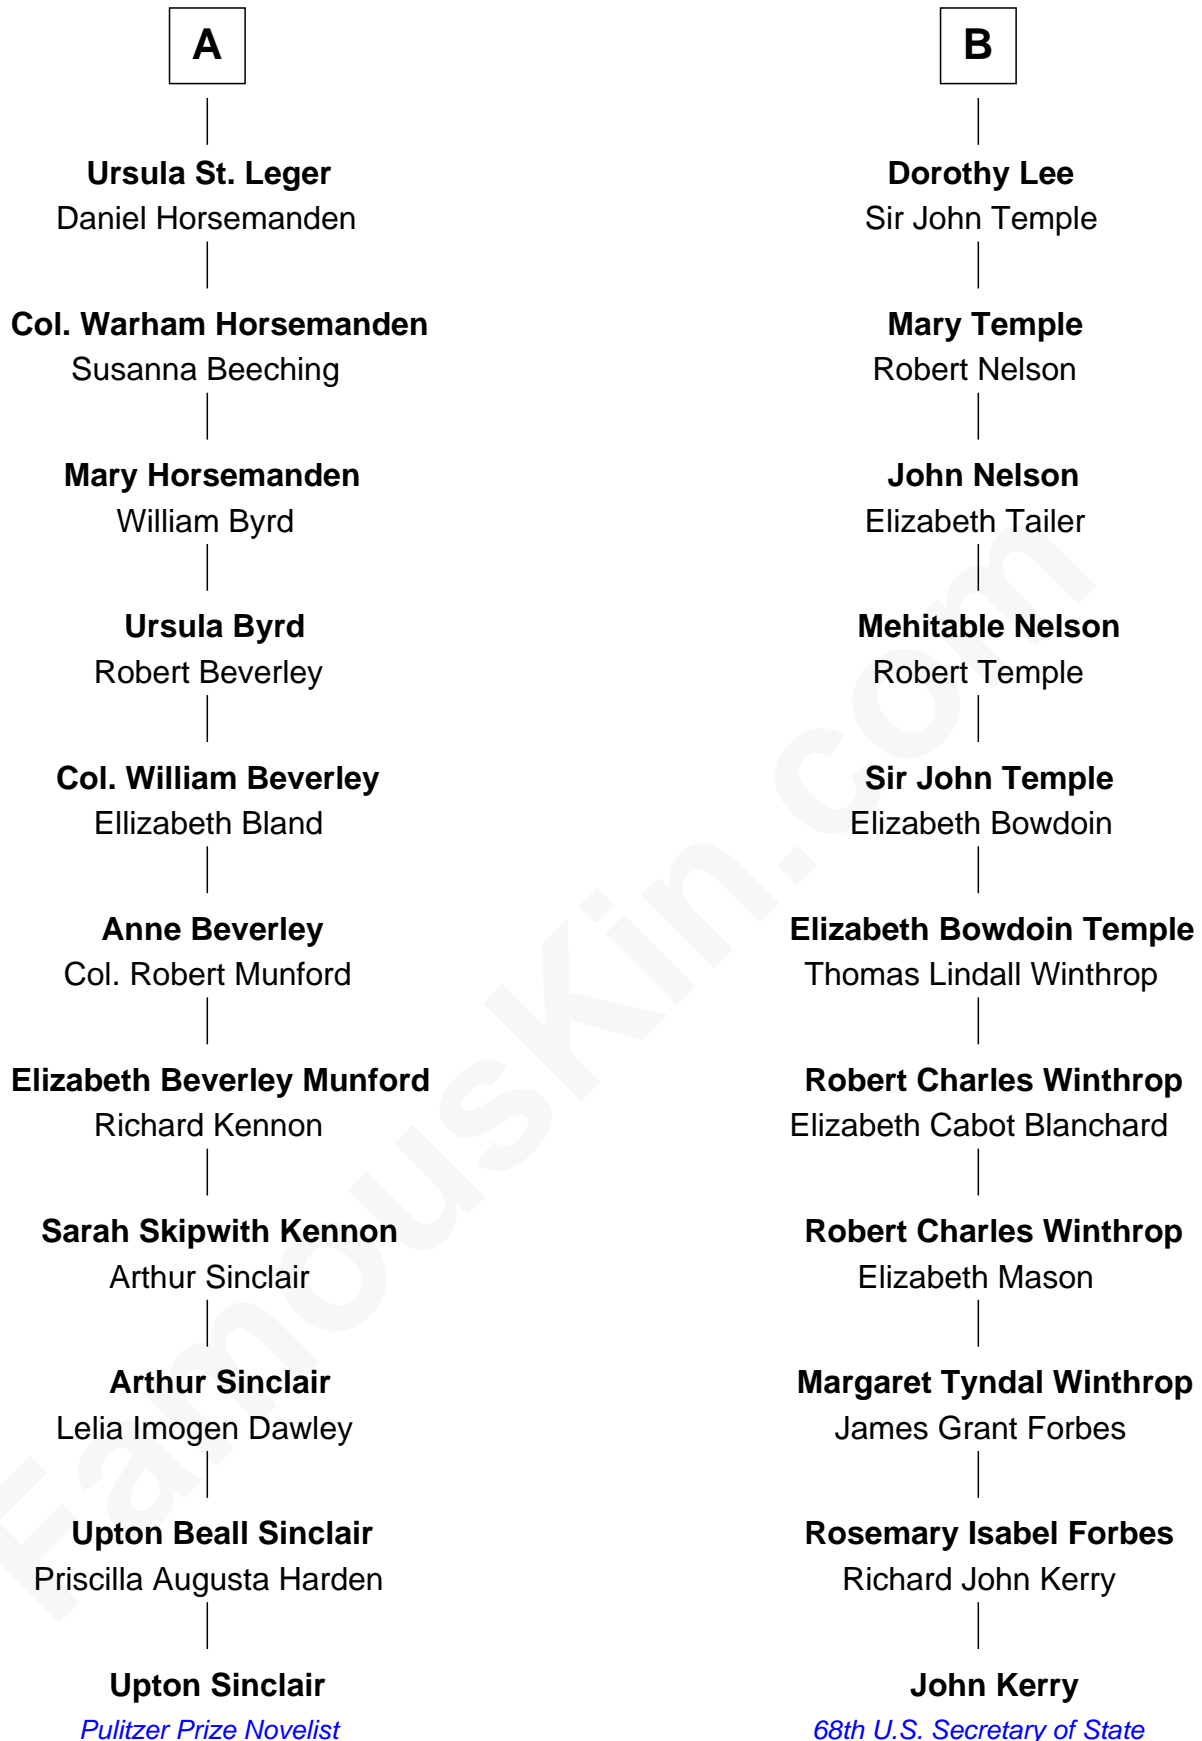 A
Ursula St. Leger
Daniel Horsemanden
Col. Warham Horsemanden
Susanna Beeching
Mary Horsemanden
William Byrd
Ursula Byrd
Robert Beverley
Col. William Beverley
Ellizabeth Bland
Anne Beverley
Col. Robert Munford
Elizabeth Beverley Munford
Richard Kennon
Sarah Skipwith Kennon
Arthur Sinclair
Arthur Sinclair
Lelia Imogen Dawley
Upton Beall Sinclair
Priscilla Augusta Harden
Upton Sinclair
Pulitzer Prize Novelist
B
Dorothy Lee
Sir John Temple
Mary Temple
Robert Nelson
John Nelson
Elizabeth Tailer
Mehitable Nelson
Robert Temple
Sir John Temple
Elizabeth Bowdoin
Elizabeth Bowdoin Temple
Thomas Lindall Winthrop
Robert Charles Winthrop
Elizabeth Cabot Blanchard
Robert Charles Winthrop
Elizabeth Mason
Margaret Tyndal Winthrop
James Grant Forbes
Rosemary Isabel Forbes
Richard John Kerry
John Kerry
68th U.S. Secretary of State
FamousKin.com